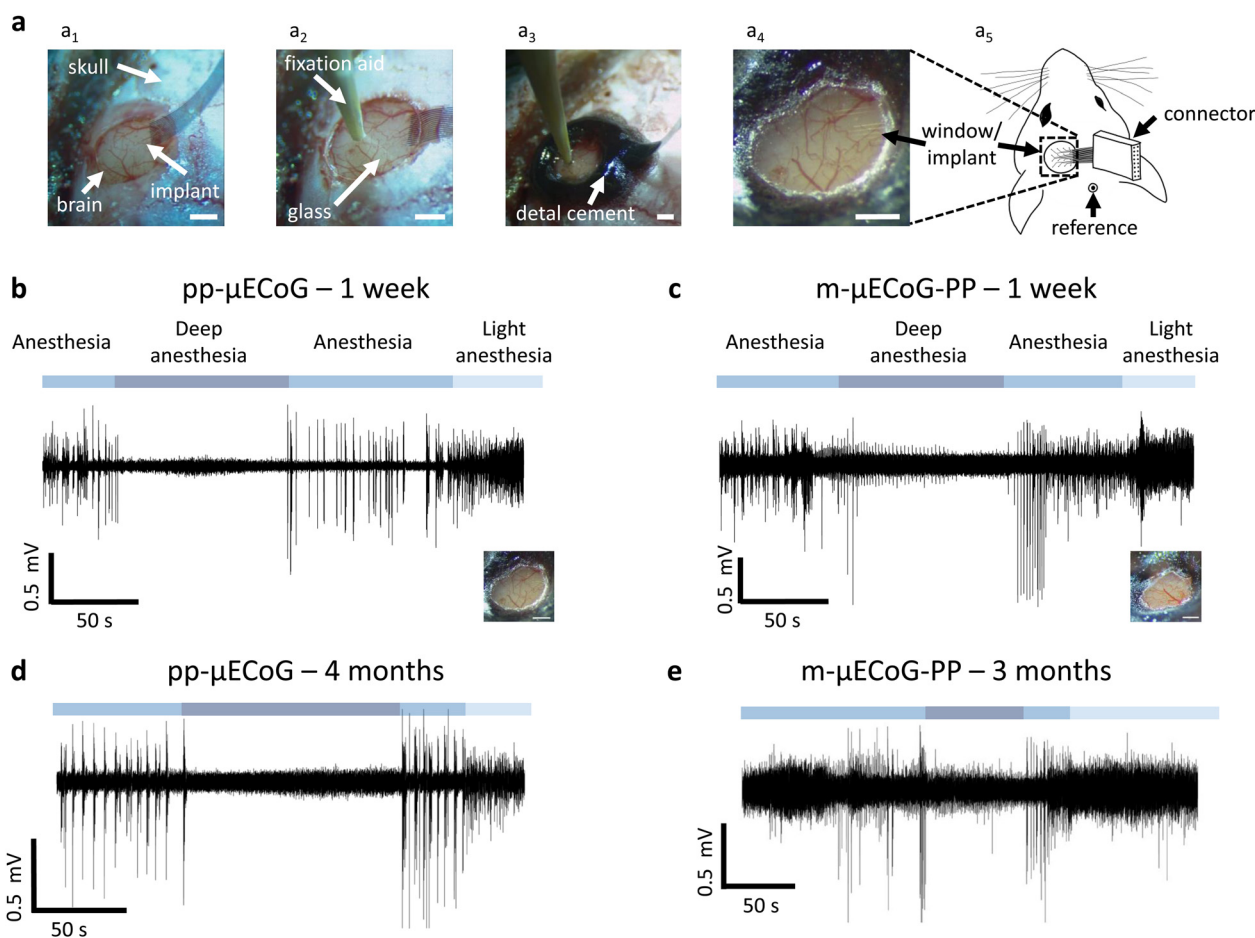 a
a1
a2
a3
a4
a5
skull
fixation aid
brain
implant
glass
detal cement
window/
implant
connector
reference
b
pp-μECoG – 1 week
Anesthesia
Deep
anesthesia
Anesthesia
Light
anesthesia
0.5 mV
50 s
c
m-μECoG-PP – 1 week
Anesthesia
Deep
anesthesia
Anesthesia
Light
anesthesia
0.5 mV
50 s
d
pp-μECoG – 4 months
0.5 mV
50 s
e
m-μECoG-PP – 3 months
0.5 mV
50 s